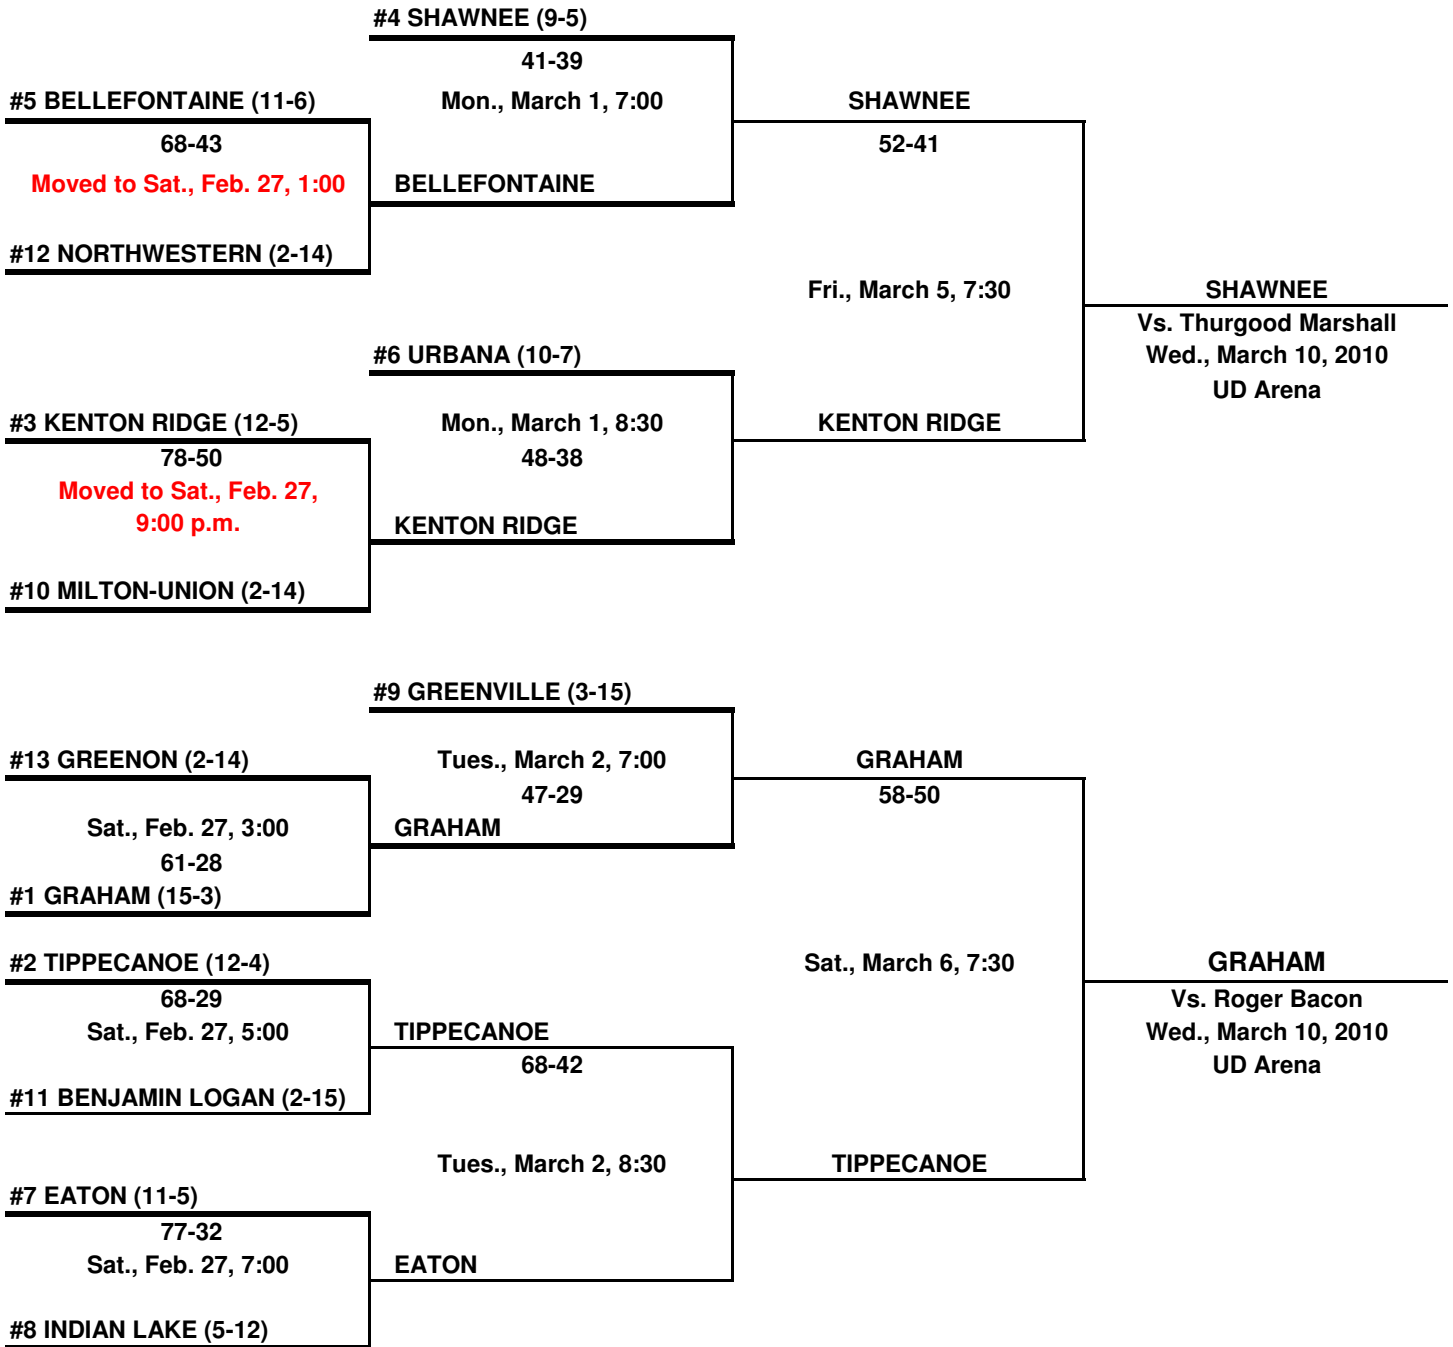 #4 SHAWNEE (9-5)
41-39
#5 BELLEFONTAINE (11-6)
Mon., March 1, 7:00
SHAWNEE
68-43
52-41
Moved to Sat., Feb. 27, 1:00
BELLEFONTAINE
#12 NORTHWESTERN (2-14)
Fri., March 5, 7:30
SHAWNEE
Vs. Thurgood Marshall
#6 URBANA (10-7)
Wed., March 10, 2010
UD Arena
#3 KENTON RIDGE (12-5)
Mon., March 1, 8:30
KENTON RIDGE
78-50
48-38
Moved to Sat., Feb. 27,
9:00 p.m.
KENTON RIDGE
#10 MILTON-UNION (2-14)
#9 GREENVILLE (3-15)
#13 GREENON (2-14)
Tues., March 2, 7:00
GRAHAM
47-29
58-50
Sat., Feb. 27, 3:00
GRAHAM
61-28
#1 GRAHAM (15-3)
#2 TIPPECANOE (12-4)
Sat., March 6, 7:30
GRAHAM
68-29
Vs. Roger Bacon
Sat., Feb. 27, 5:00
TIPPECANOE
Wed., March 10, 2010
68-42
UD Arena
#11 BENJAMIN LOGAN (2-15)
Tues., March 2, 8:30
TIPPECANOE
#7 EATON (11-5)
77-32
Sat., Feb. 27, 7:00
EATON
#8 INDIAN LAKE (5-12)